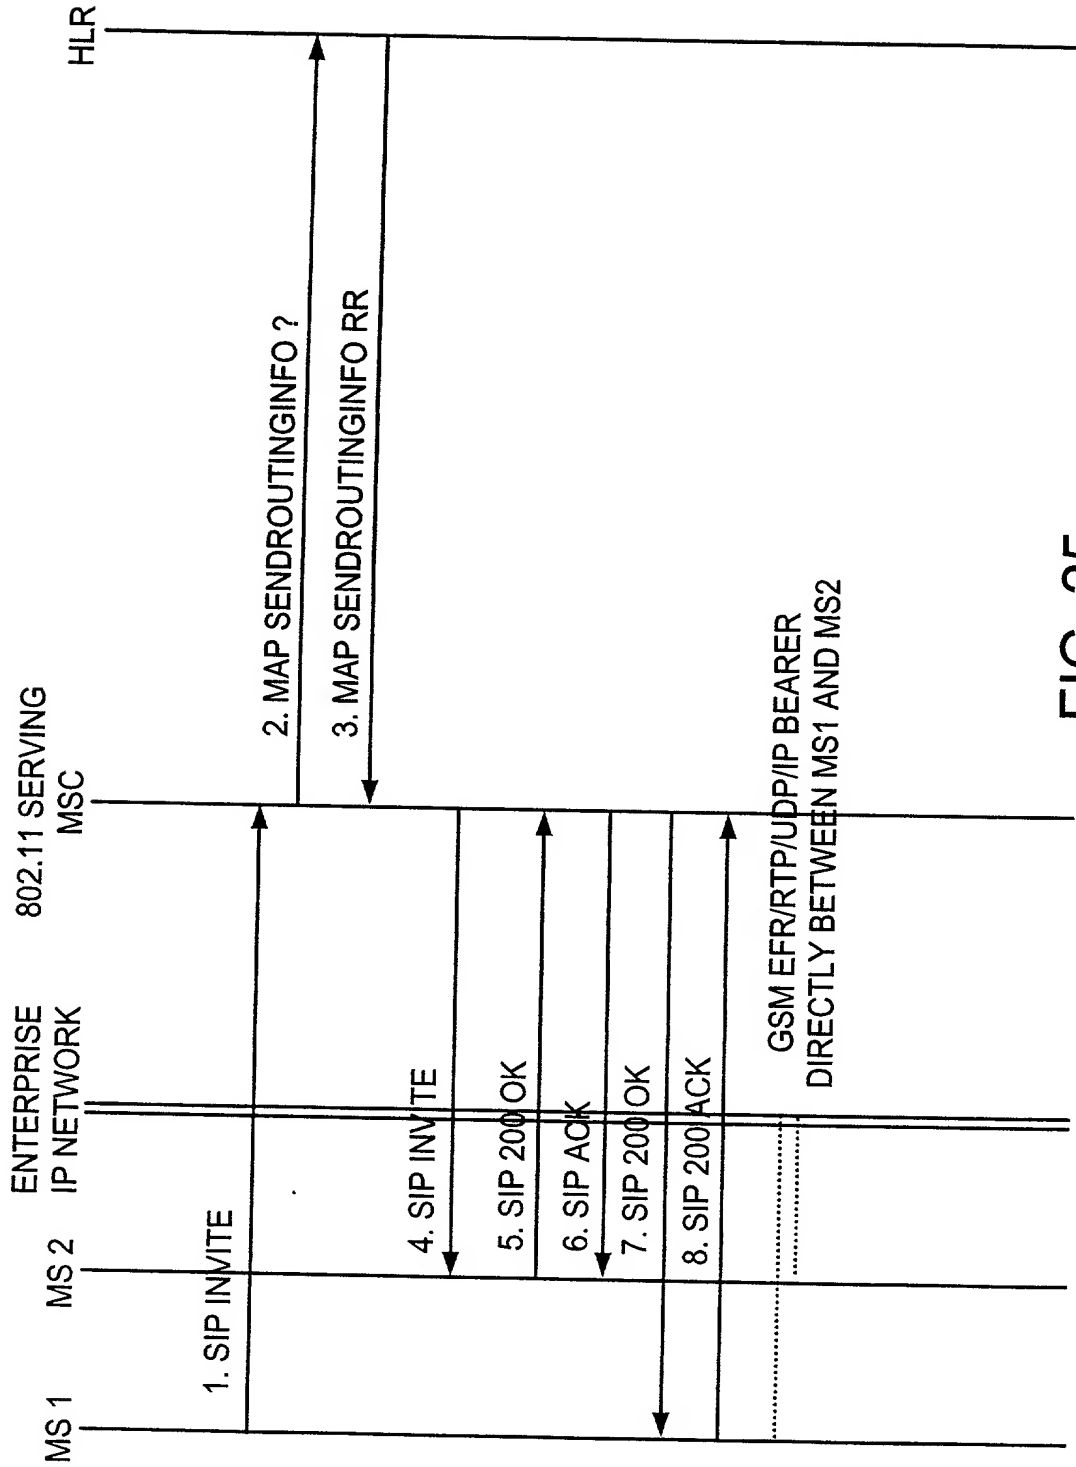 MS 1
MS 2
ENTERPRISE
IP NETWORK
802.11 SERVING
MSC
HLR
1. SIP INVITE
2. MAP SENDROUTINGINFO ?
3. MAP SENDROUTINGINFO RR
4. SIP INVITE
5. SIP 200 OK
6. SIP ACK
7. SIP 200 OK
8. SIP 200 ACK
GSM EFR/RTP/UDP/IP BEARER
DIRECTLY BETWEEN MS1 AND MS2
FIG.